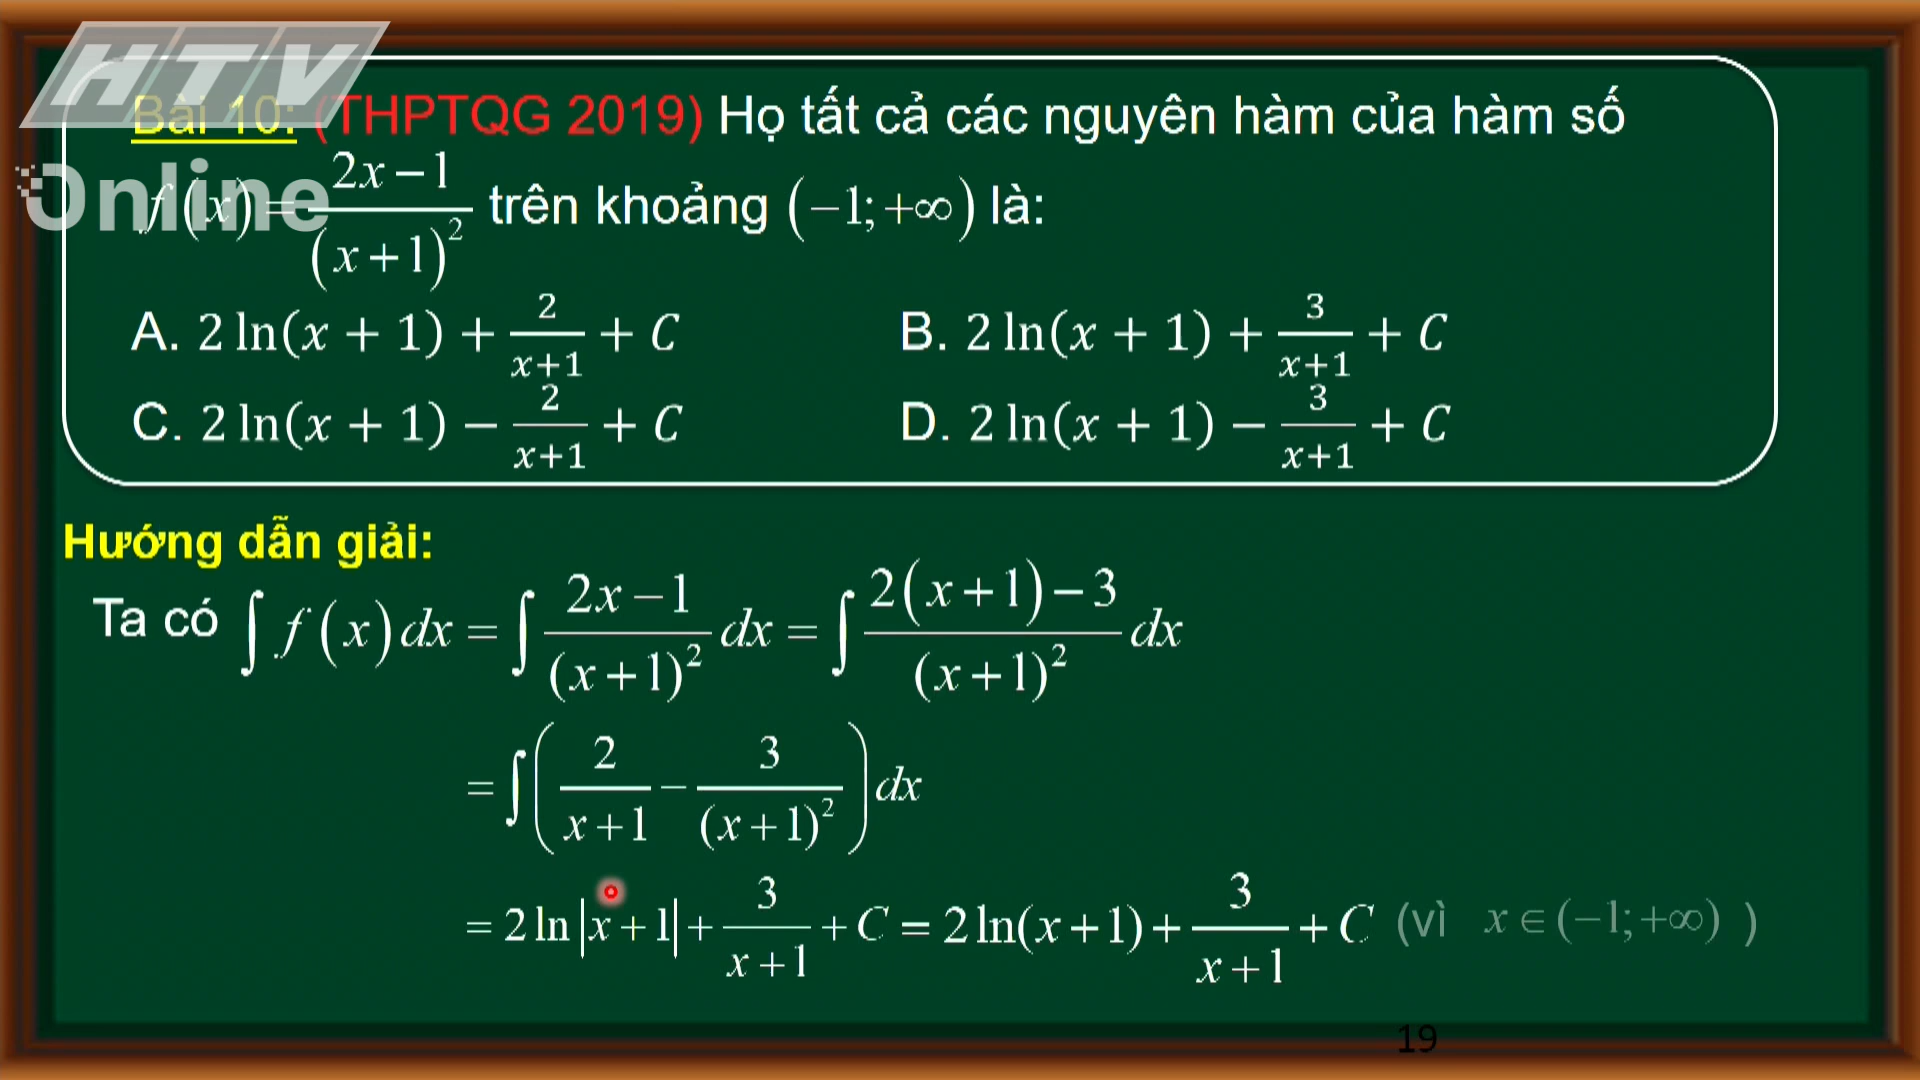 HTV
Online
Bài 10: (THPTQG 2019) Họ tất cả các nguyên hàm của hàm số
f(x) = (2x−1)/(x+1)² trên khoảng (−1;+∞) là:
A. 2 ln(x + 1) + 2/(x+1) + C B. 2 ln(x + 1) + 3/(x+1) + C
C. 2 ln(x + 1) − 2/(x+1) + C D. 2 ln(x + 1) − 3/(x+1) + C
Hướng dẫn giải:
Ta có ∫f(x)dx = ∫(2x−1)/(x+1)² dx = ∫(2(x+1)−3)/(x+1)² dx
= ∫(2/(x+1) − 3/(x+1)²)dx
= 2 ln|x+1| + 3/(x+1) + C = 2 ln(x+1) + 3/(x+1) + C (vì x ∈ (−1;+∞) )
19